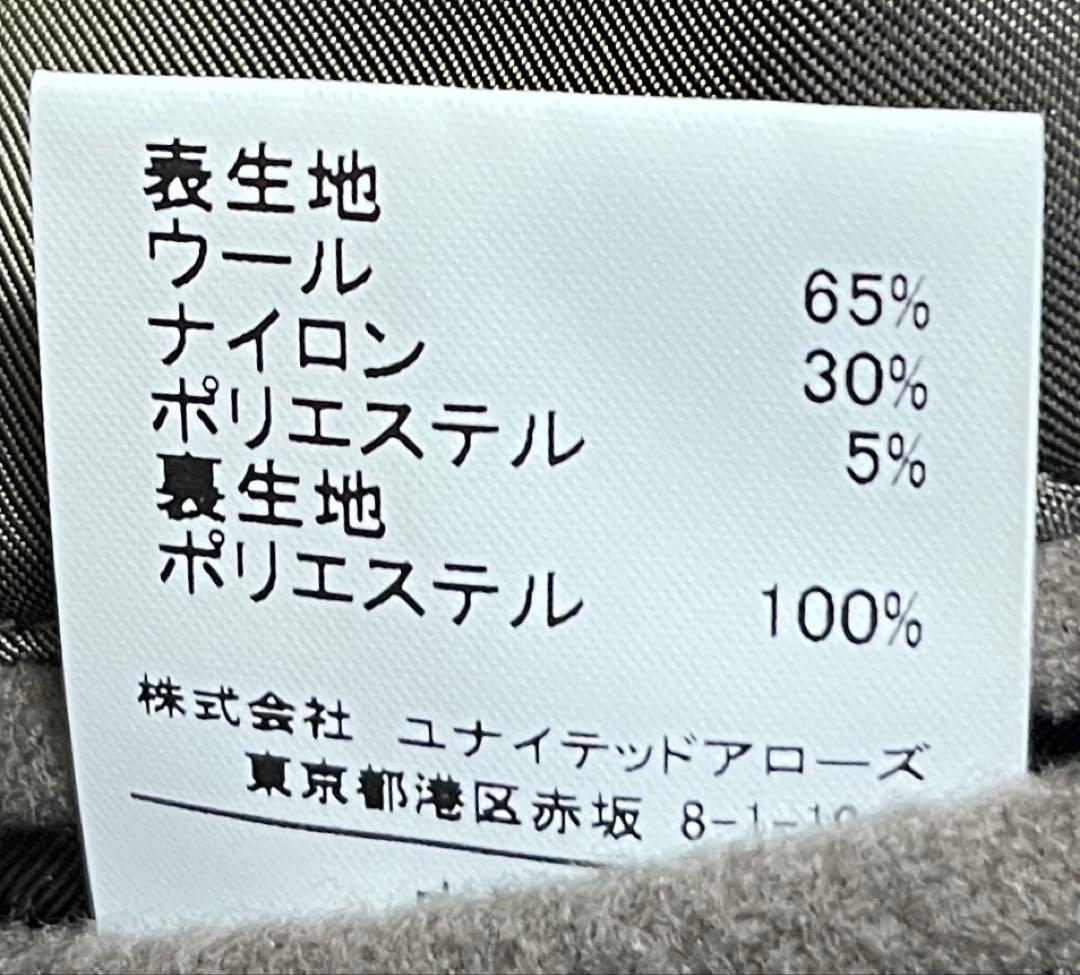 表生地
ウール 65%
ナイロン 30%
ポリエステル 5%
裏生地
ポリエステル 100%
株式会社 ユナイテッドアローズ
東京都港区赤坂 8-1-19